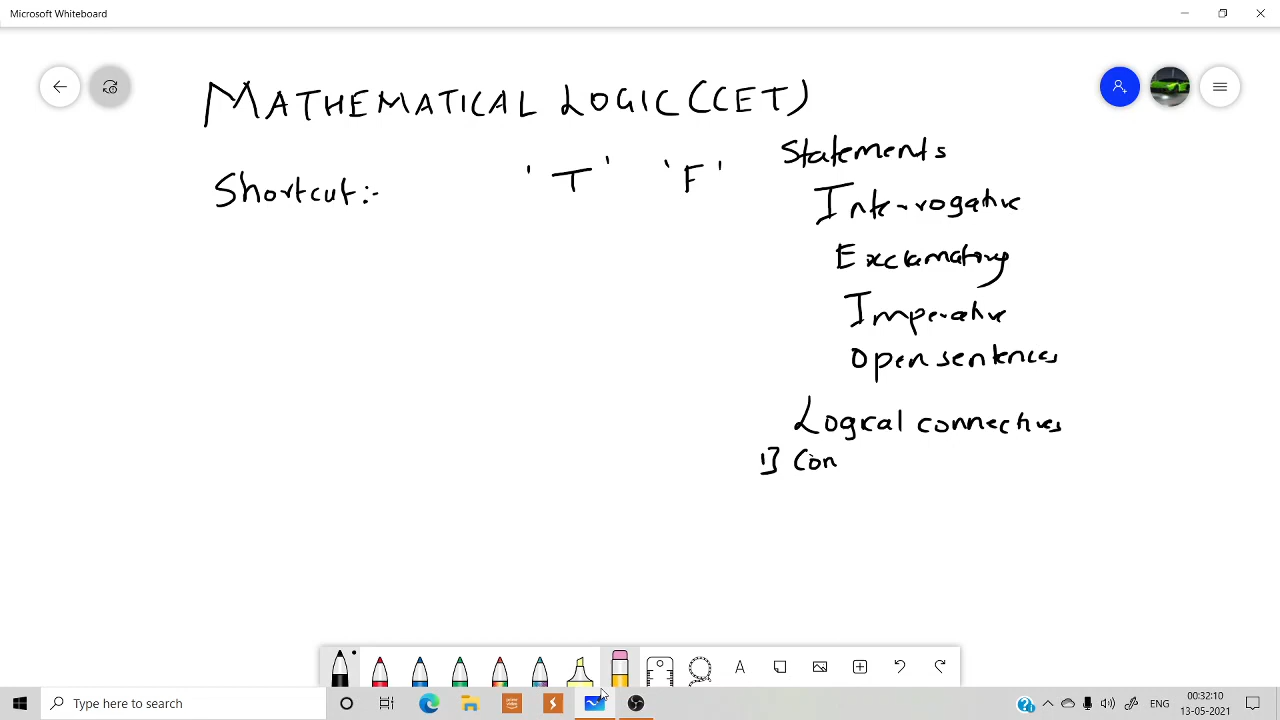 Microsoft Whiteboard
MATHEMATICAL LOGIC (CET)
Shortcut:-
'T' 'F'
Statements
Interrogative
Exclamatory
Imperative
Open sentences
Logical connectives
1] Con
A
Type here to search
ENG
00:32:10
13-05-2021